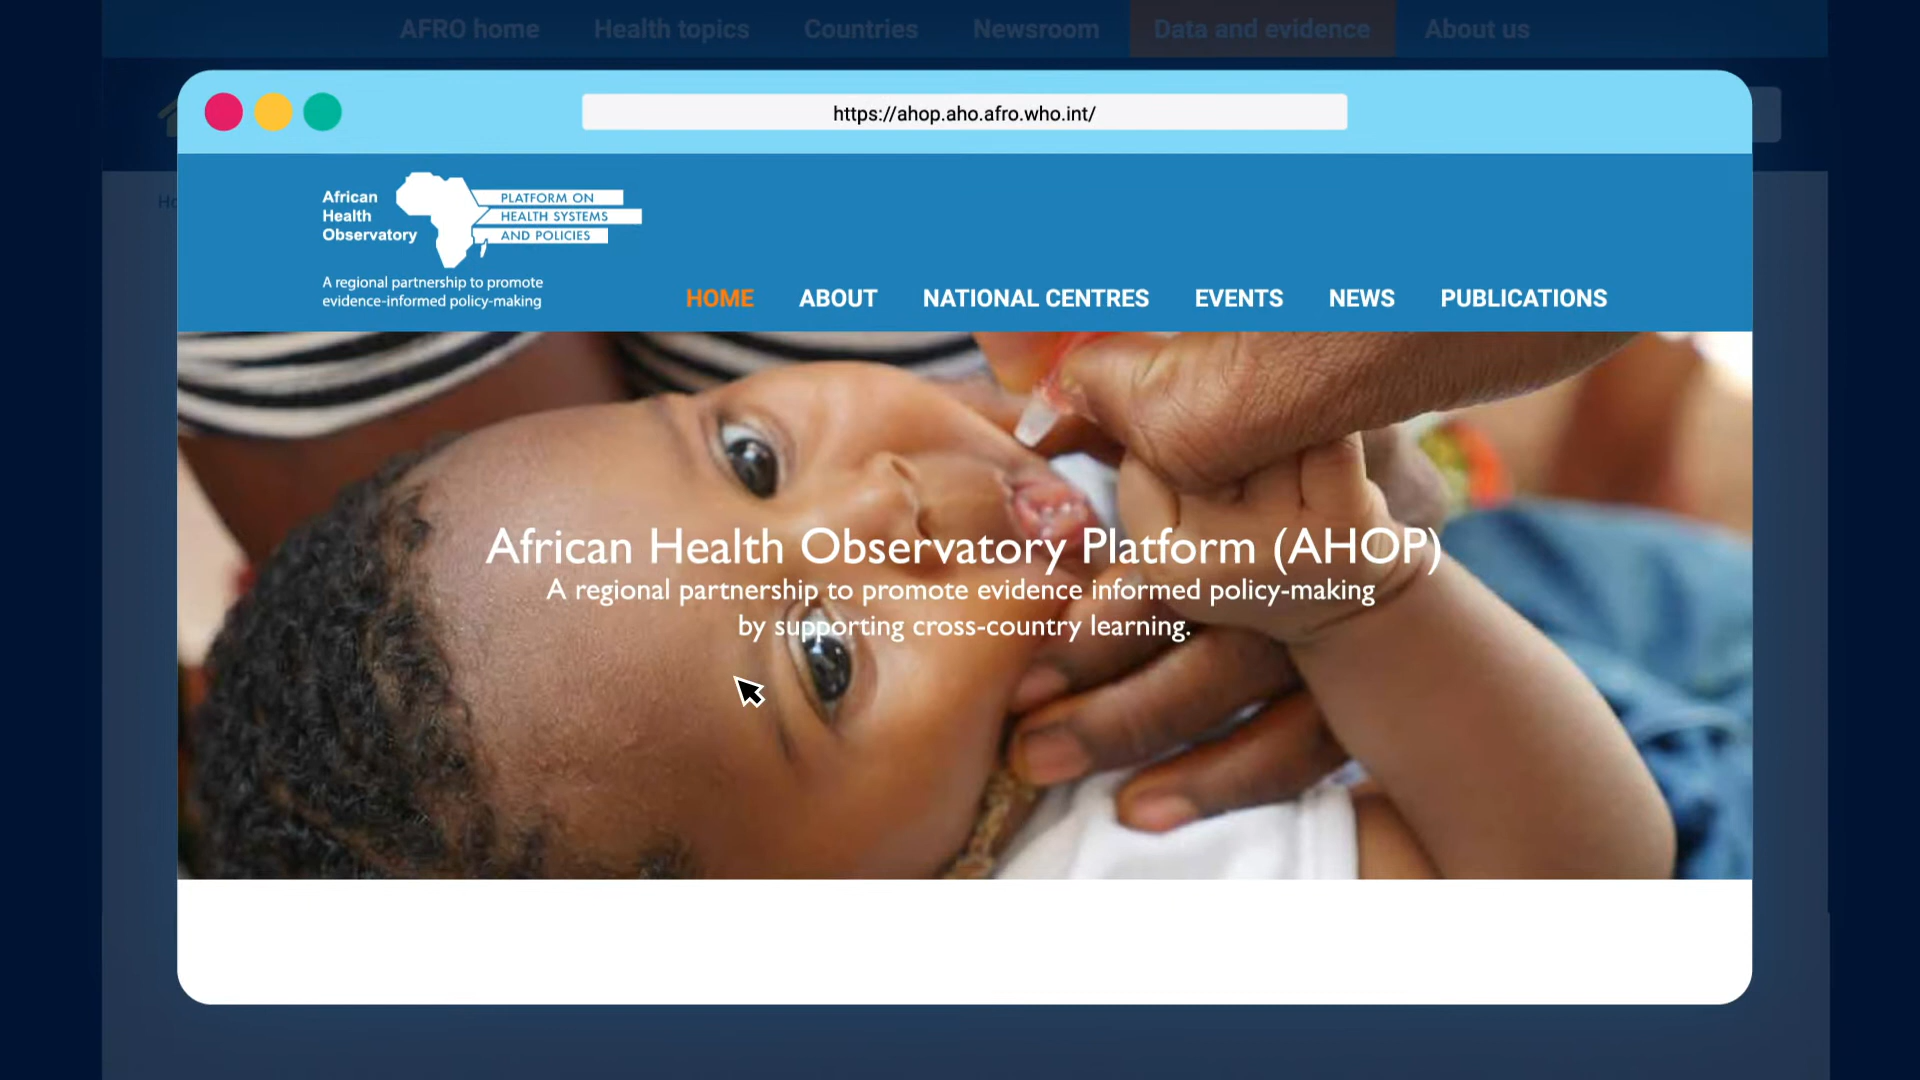 AFRO home Health topics Countries Newsroom Data and evidence About us
https://ahop.aho.afro.who.int/
African
Health
Observatory
PLATFORM ON
HEALTH SYSTEMS
AND POLICIES
A regional partnership to promote
evidence-informed policy-making
HOME ABOUT NATIONAL CENTRES EVENTS NEWS PUBLICATIONS
African Health Observatory Platform (AHOP)
A regional partnership to promote evidence informed policy-making
by supporting cross-country learning.